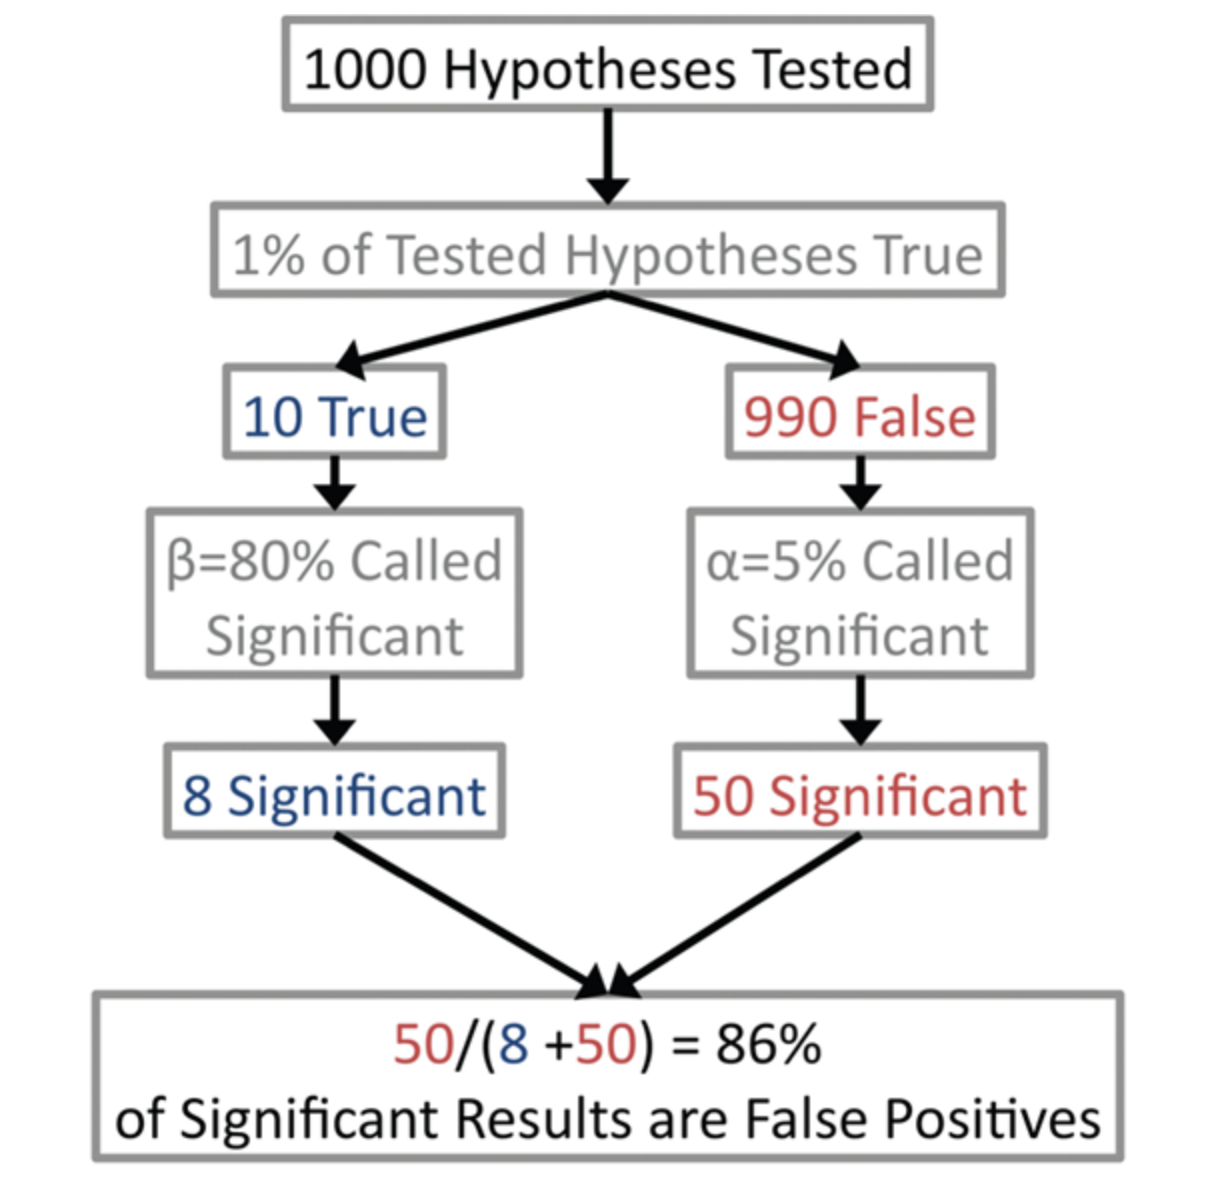 1000 Hypotheses Tested
1% of Tested Hypotheses True
10 True
990 False
β=80% Called
Significant
α=5% Called
Significant
8 Significant
50 Significant
50/(8 +50) = 86%
of Significant Results are False Positives